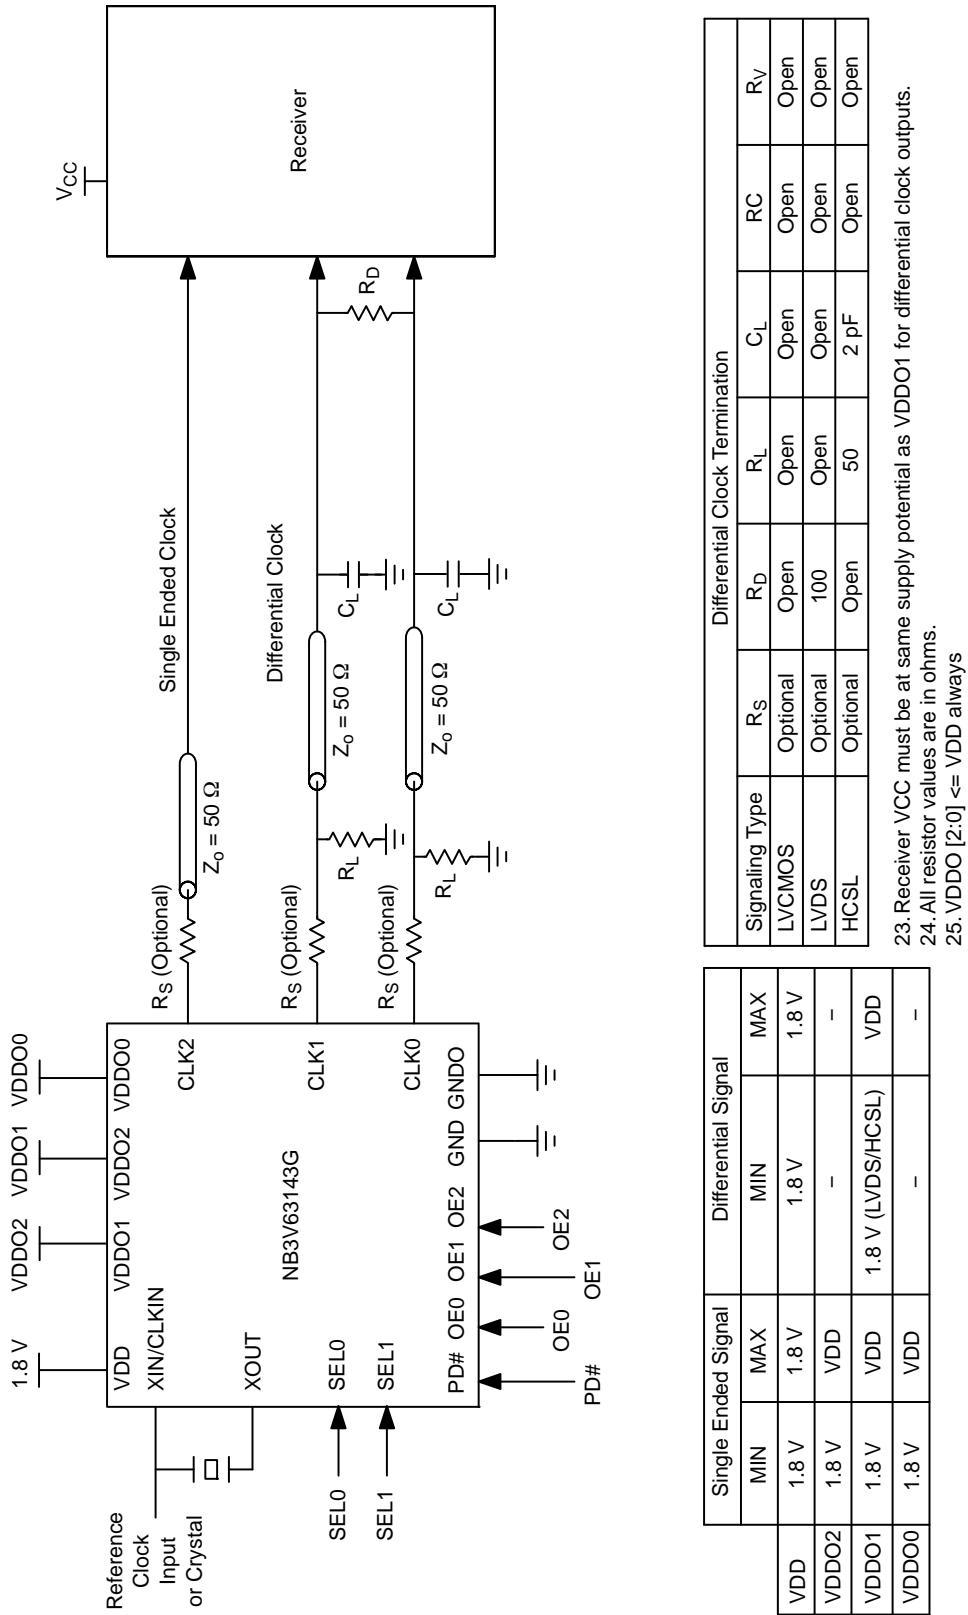 VDDO2 VDDO1 VDDO0
1.8 V
VCC
VDD VDDO1 VDDO2 VDDO0
XIN/CLKIN
XOUT
SEL0
SEL1
CLK2
CLK1
CLK0
NB3V63143G
PD# OE0 OE1 OE2 GND GNDO
Reference
Clock
Input
or Crystal
SEL0
SEL1
PD#
OE0
OE1
OE2
RS (Optional)
RS (Optional)
RS (Optional)
Z0 = 50 Ω
Z0 = 50 Ω
Z0 = 50 Ω
RL
RL
Single Ended Clock
Differential Clock
CL
CL
RD
Receiver
Single Ended Signal Differential Signal
MIN MAX MIN MAX
VDD 1.8 V 1.8 V 1.8 V 1.8 V
VDDO2 1.8 V VDD – –
VDDO1 1.8 V VDD 1.8 V (LVDS/HCSL) VDD
VDDO0 1.8 V VDD – –
Differential Clock Termination
Signaling Type RS RD RL CL RC RV
LVCMOS Optional Open Open Open Open Open
LVDS Optional 100 Open Open Open Open
HCSL Optional Open 50 2 pF Open Open
23. Receiver VCC must be at same supply potential as VDDO1 for differential clock outputs.
24. All resistor values are in ohms.
25. VDDO [2:0] <= VDD always